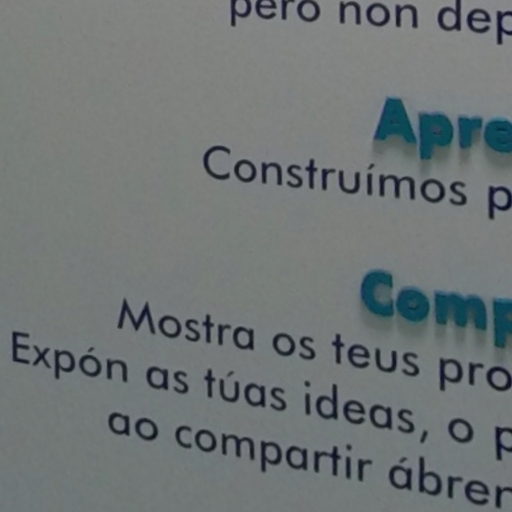 pero non dep
Apre
Construímos p
Comp
Mostra os teus pro
Expón as túas ideas, o p
ao compartir ábren